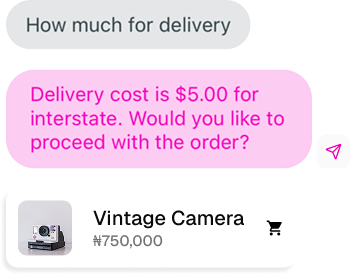 How much for delivery
Delivery cost is $5.00 for
interstate. Would you like to
proceed with the order?
Vintage Camera
₦750,000